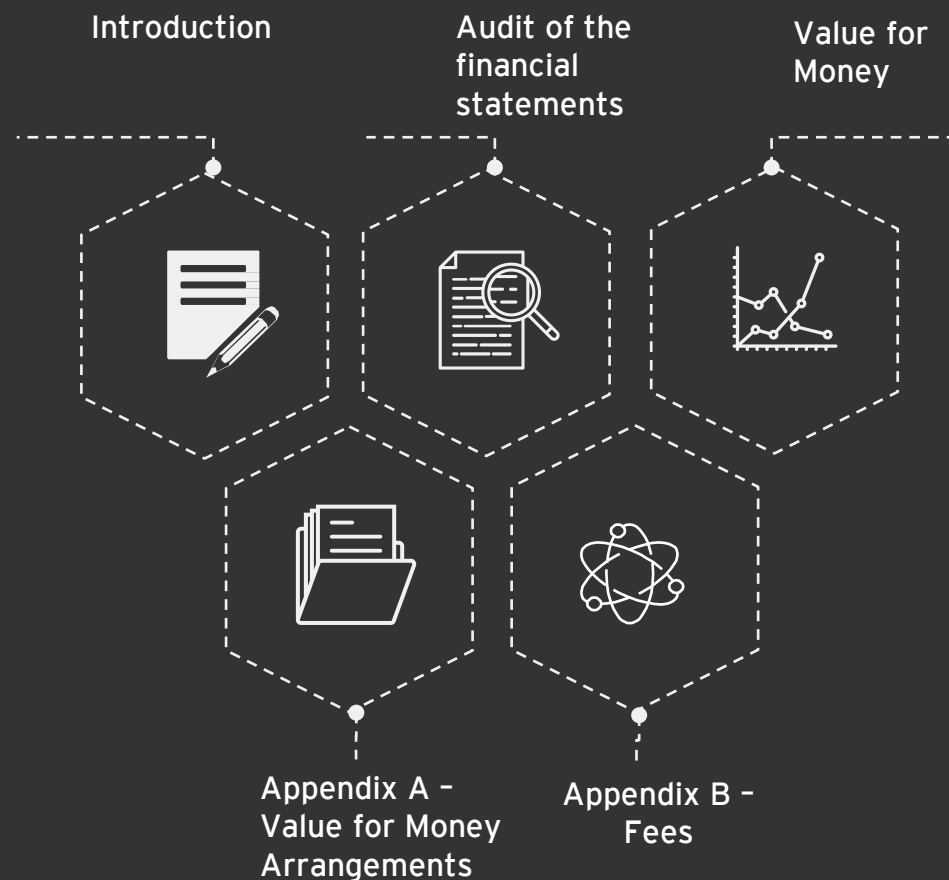 Introduction
Audit of the
financial
statements
Value for
Money
Appendix A –
Value for Money
Arrangements
Appendix B –
Fees